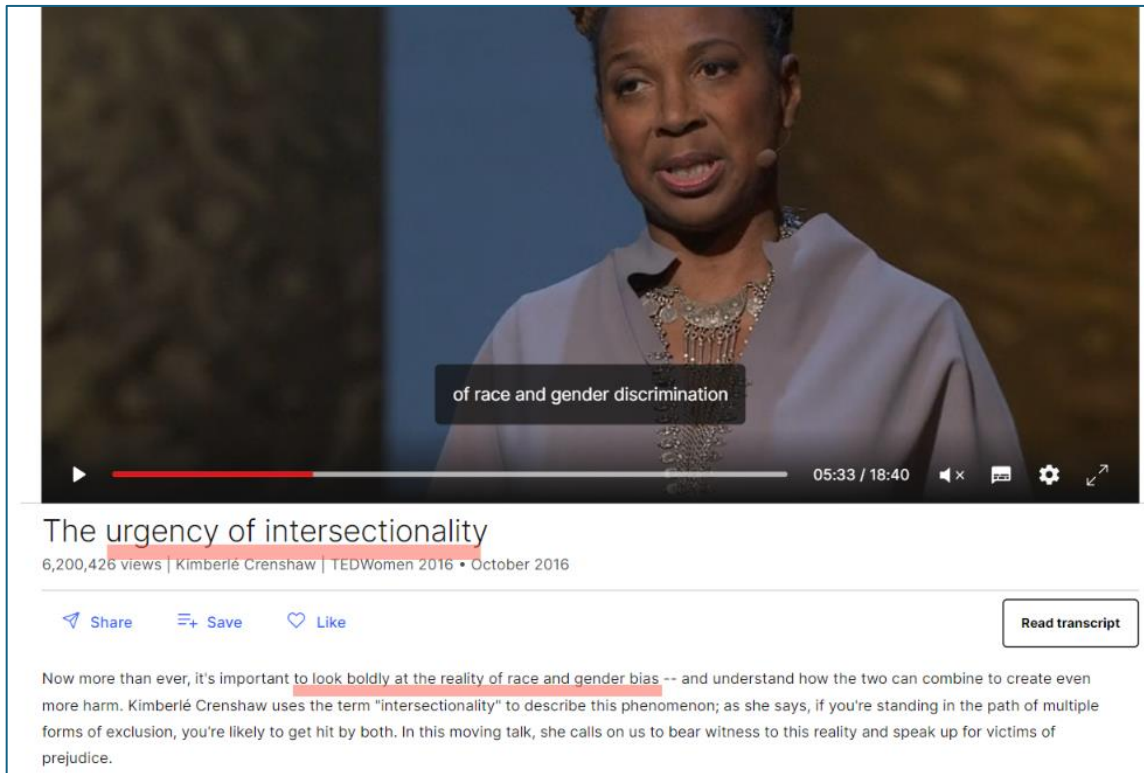 of race and gender discrimination
05:33 / 18:40
The urgency of intersectionality
6,200,426 views | Kimberlé Crenshaw | TEDWomen 2016 • October 2016
Share Save Like Read transcript
Now more than ever, it's important to look boldly at the reality of race and gender bias -- and understand how the two can combine to create even
more harm. Kimberlé Crenshaw uses the term "intersectionality" to describe this phenomenon; as she says, if you're standing in the path of multiple
forms of exclusion, you're likely to get hit by both. In this moving talk, she calls on us to bear witness to this reality and speak up for victims of
prejudice.